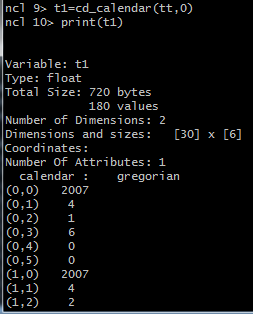 ncl 9> t1=cd_calendar(tt,0)
ncl 10> print(t1)
Variable: t1
Type: float
Total Size: 720 bytes
180 values
Number of Dimensions: 2
Dimensions and sizes: [30] x [6]
Coordinates:
Number Of Attributes: 1
calendar : gregorian
(0,0) 2007
(0,1) 4
(0,2) 1
(0,3) 6
(0,4) 0
(0,5) 0
(1,0) 2007
(1,1) 4
(1,2) 2